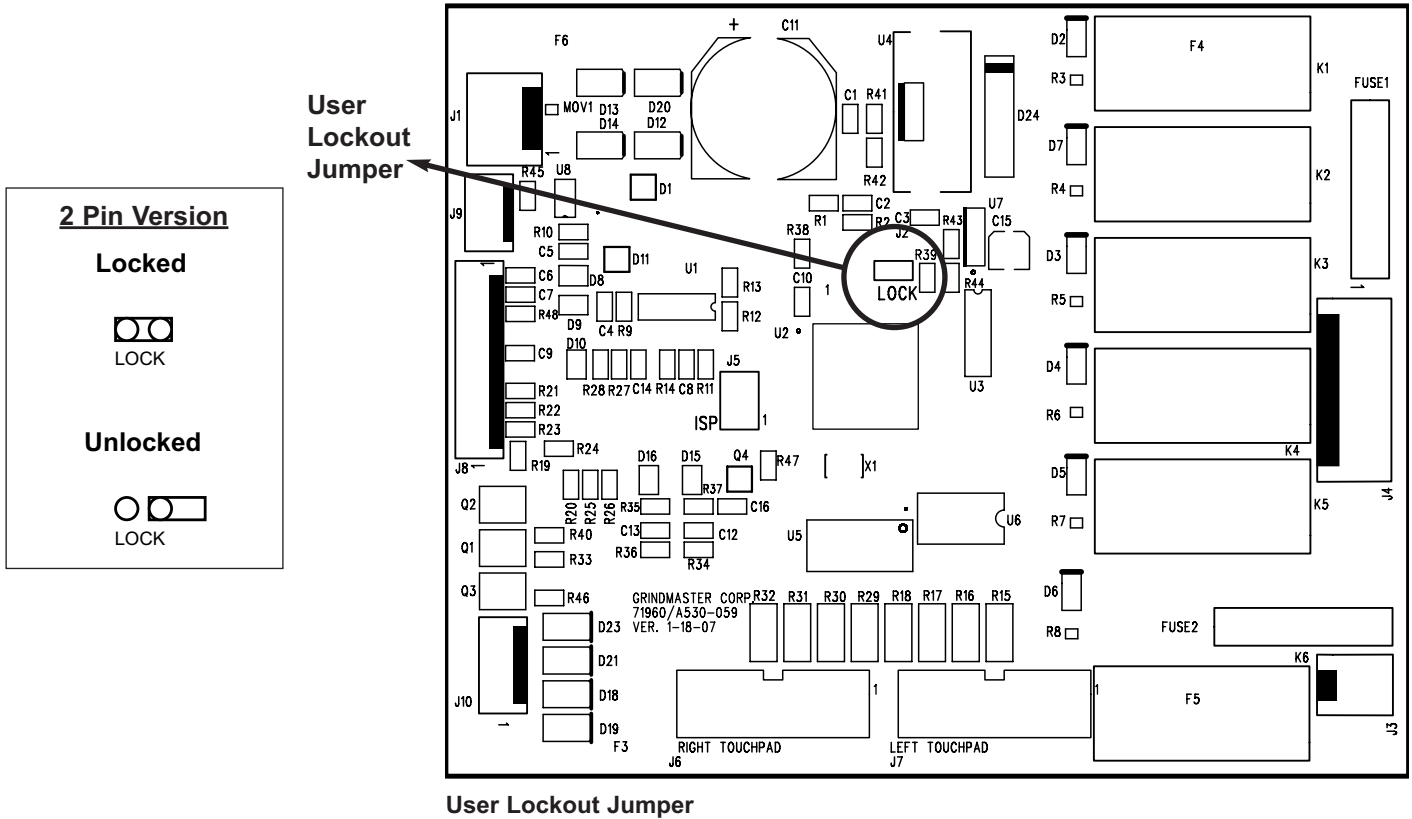 2 Pin Version
Locked
LOCK
Unlocked
LOCK
User
Lockout
Jumper
F6
+
C11
U4
D2
F4
R3
K1
FUSE1
J1
MOV1
D13
D20
D14
D12
C1
R41
D24
R42
1
R45
U8
D7
R4
K2
D1
J9
R10
C5
R1
C2
R2
C3
J2
R43
U7
C15
R38
R39
R44
LOCK
D11
D3
K3
R5
1
1
C6
C7
R48
D8
D9
C4
R9
U1
R13
R12
C10
1
U2
U3
C9
D10
R28
R27
C14
R14
C8
R11
J5
ISP
1
D4
R6
K4
R21
R22
R23
R24
R19
J8
1
D16
D15
Q4
R47
X1
D5
K5
J4
R7
Q2
R20
R25
R26
R35
R37
C16
Q1
R40
C13
C12
U5
U6
R33
R36
R34
Q3
R46
GRINDMASTER CORP.
71960/A530-059
VER. 1-18-07
R32
R31
R30
R29
R18
R17
R16
R15
D6
R8
FUSE2
D23
D21
D18
D19
J10
1
F3
1
1
K6
F5
J3
RIGHT TOUCHPAD
J6
LEFT TOUCHPAD
J7
User Lockout Jumper